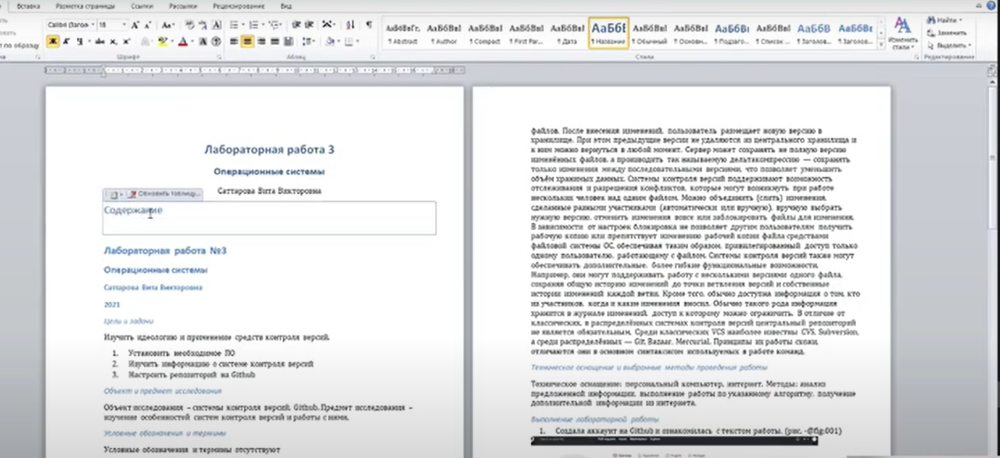 Вставка Разметка страницы Ссылки Рассылки Рецензирование Вид
Calibri (Загол 18
Найти
Заменить
Выделить
Изменить стили
т по образцу
АаБбВвГг, АаБбВвІ АаБбВвІ АаБбВвІ АаБбВвІ АаБбІ АаБбВвІ АаБбВвІ АаБбВвІ АаБбВвІ АаБбВ АаБбВв
¶ Abstract ¶ Author ¶ Compact ¶ First Par... ¶ Дата ¶ Название ¶ Обычный ¶ Основн... ¶ Подзаго... ¶ Список ... ¶ Заголов... ¶ Заголов...
Шрифт Абзац Стили Редактирование
Лабораторная работа 3
Операционные системы
Саттарова Вита Викторовна
Обновить таблицу...
Содержание
Лабораторная работа №3
Операционные системы
Саттарова Вита Викторовна
2021
Цели и задачи
Изучить идеологию и применение средств контроля версий.
1. Установить необходимое ПО
2. Изучить информацию о системе контроля версий
3. Настроить репозиторий на Github
Объект и предмет исследования
Объект исследования – системы контроля версий, Github. Предмет исследования –
изучение особенностей систем контроля версий и работы с ними.
Условные обозначения и термины
Условные обозначения и термины отсутствуют
файлов. После внесения изменений, пользователь размещает новую версию в
хранилище. При этом предыдущие версии не удаляются из центрального хранилища и
к ним можно вернуться в любой момент. Сервер может сохранять не полную версию
изменённых файлов, а производить так называемую дельта-компрессию — сохранять
только изменения между последовательными версиями, что позволяет уменьшить
объём хранимых данных. Системы контроля версий поддерживают возможность
отслеживания и разрешения конфликтов, которые могут возникнуть при работе
нескольких человек над одним файлом. Можно объединить (слить) изменения,
сделанные разными участниками (автоматически или вручную), вручную выбрать
нужную версию, отменить изменения вовсе или заблокировать файлы для изменения.
В зависимости от настроек блокировка не позволяет другим пользователям получить
рабочую копию или препятствует изменению рабочей копии файла средствами
файловой системы ОС, обеспечивая таким образом, привилегированный доступ только
одному пользователю, работающему с файлом. Системы контроля версий также могут
обеспечивать дополнительные, более гибкие функциональные возможности.
Например, они могут поддерживать работу с несколькими версиями одного файла,
сохраняя общую историю изменений до точки ветвления версий и собственные
истории изменений каждой ветви. Кроме того, обычно доступна информация о том, кто
из участников, когда и какие изменения вносил. Обычно такого рода информация
хранится в журнале изменений, доступ к которому можно ограничить. В отличие от
классических, в распределённых системах контроля версий центральный репозиторий
не является обязательным. Среди классических VCS наиболее известны CVS, Subversion,
а среди распределённых — Git, Bazaar, Mercurial. Принципы их работы схожи,
отличаются они в основном синтаксисом используемых в работе команд.
Техническое оснащение и выбранные методы проведения работы
Техническое оснащение: персональный компьютер, интернет. Методы: анализ
предложенной информации, выполнение работы по указанному алгоритму, получение
дополнительной информации из интернета.
Выполнение лабораторной работы
1. Создала аккаунт на Github и ознакомилась с текстом работы. (рис. -@fig:001)